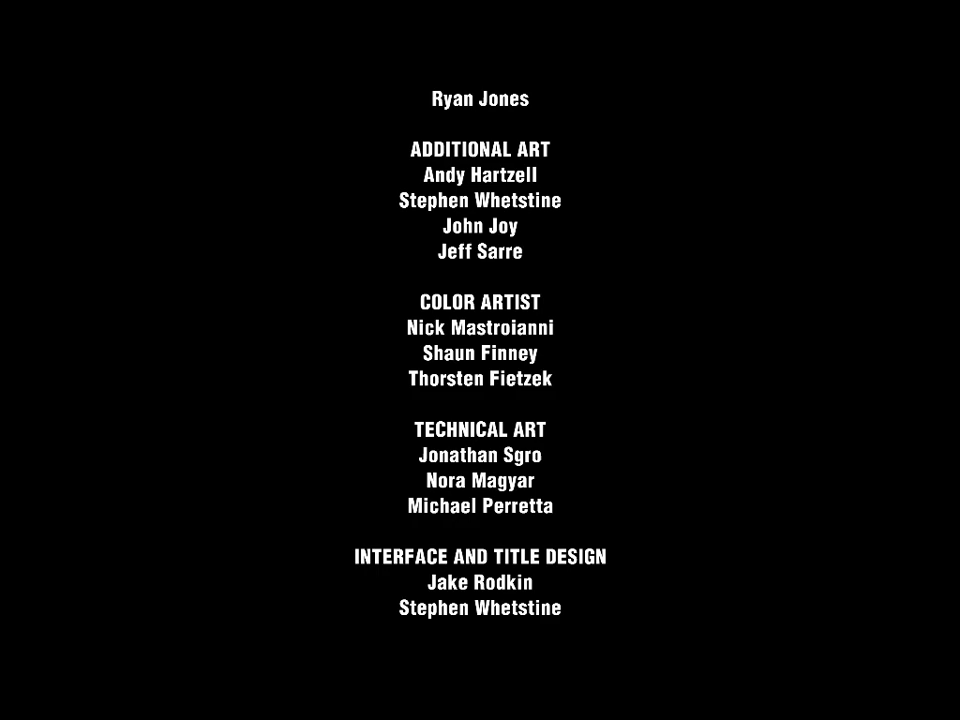 Ryan Jones
ADDITIONAL ART
Andy Hartzell
Stephen Whetstine
John Joy
Jeff Sarre
COLOR ARTIST
Nick Mastroianni
Shaun Finney
Thorsten Fietzek
TECHNICAL ART
Jonathan Sgro
Nora Magyar
Michael Perretta
INTERFACE AND TITLE DESIGN
Jake Rodkin
Stephen Whetstine